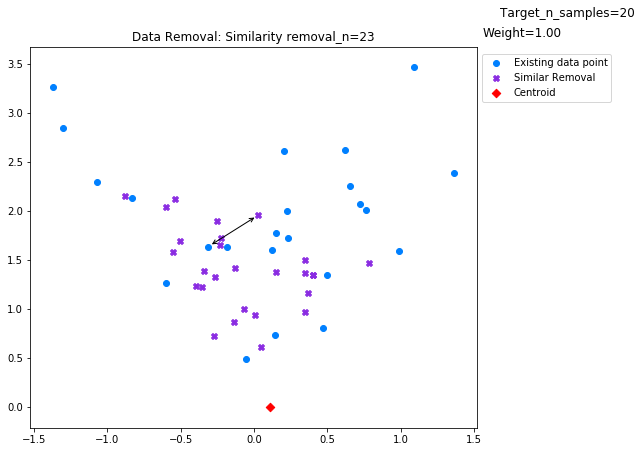 Target_n_samples=20
Weight=1.00
Data Removal: Similarity removal_n=23
Existing data point
Similar Removal
Centroid
3.5
3.0
2.5
2.0
1.5
1.0
0.5
0.0
−1.5 −1.0 −0.5 0.0 0.5 1.0 1.5